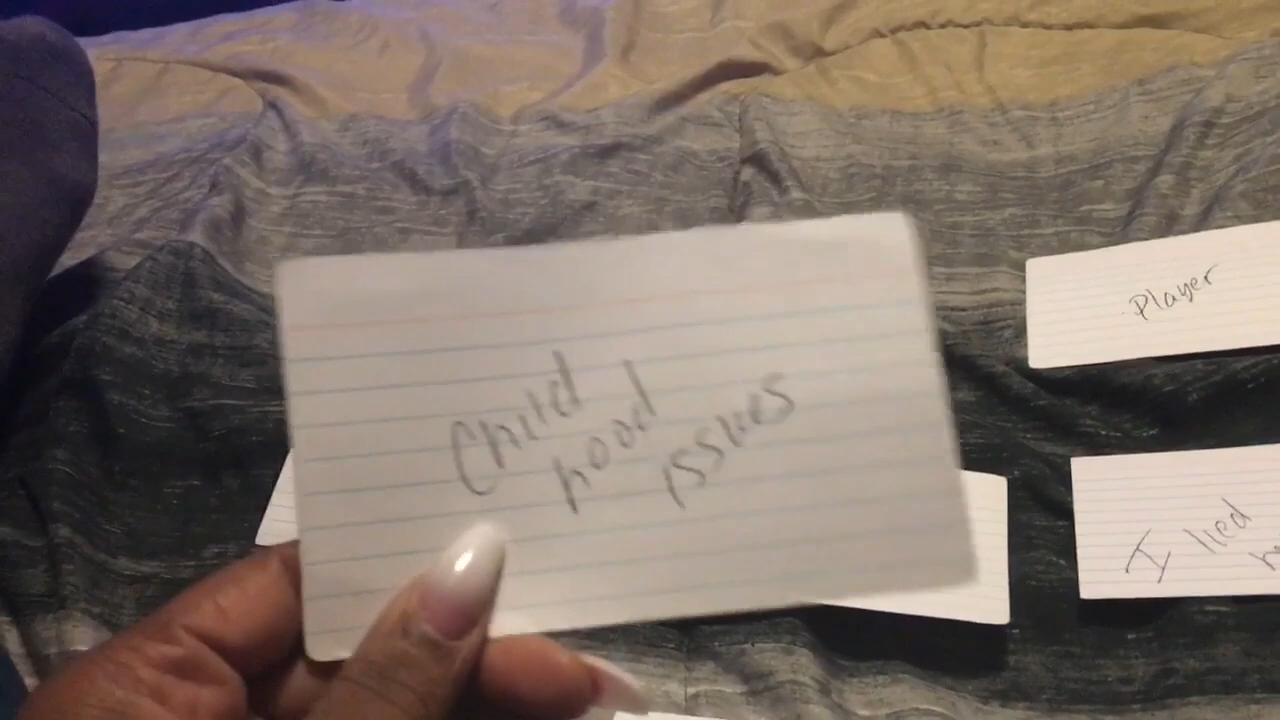 Child
hood
issues
Player
I lied